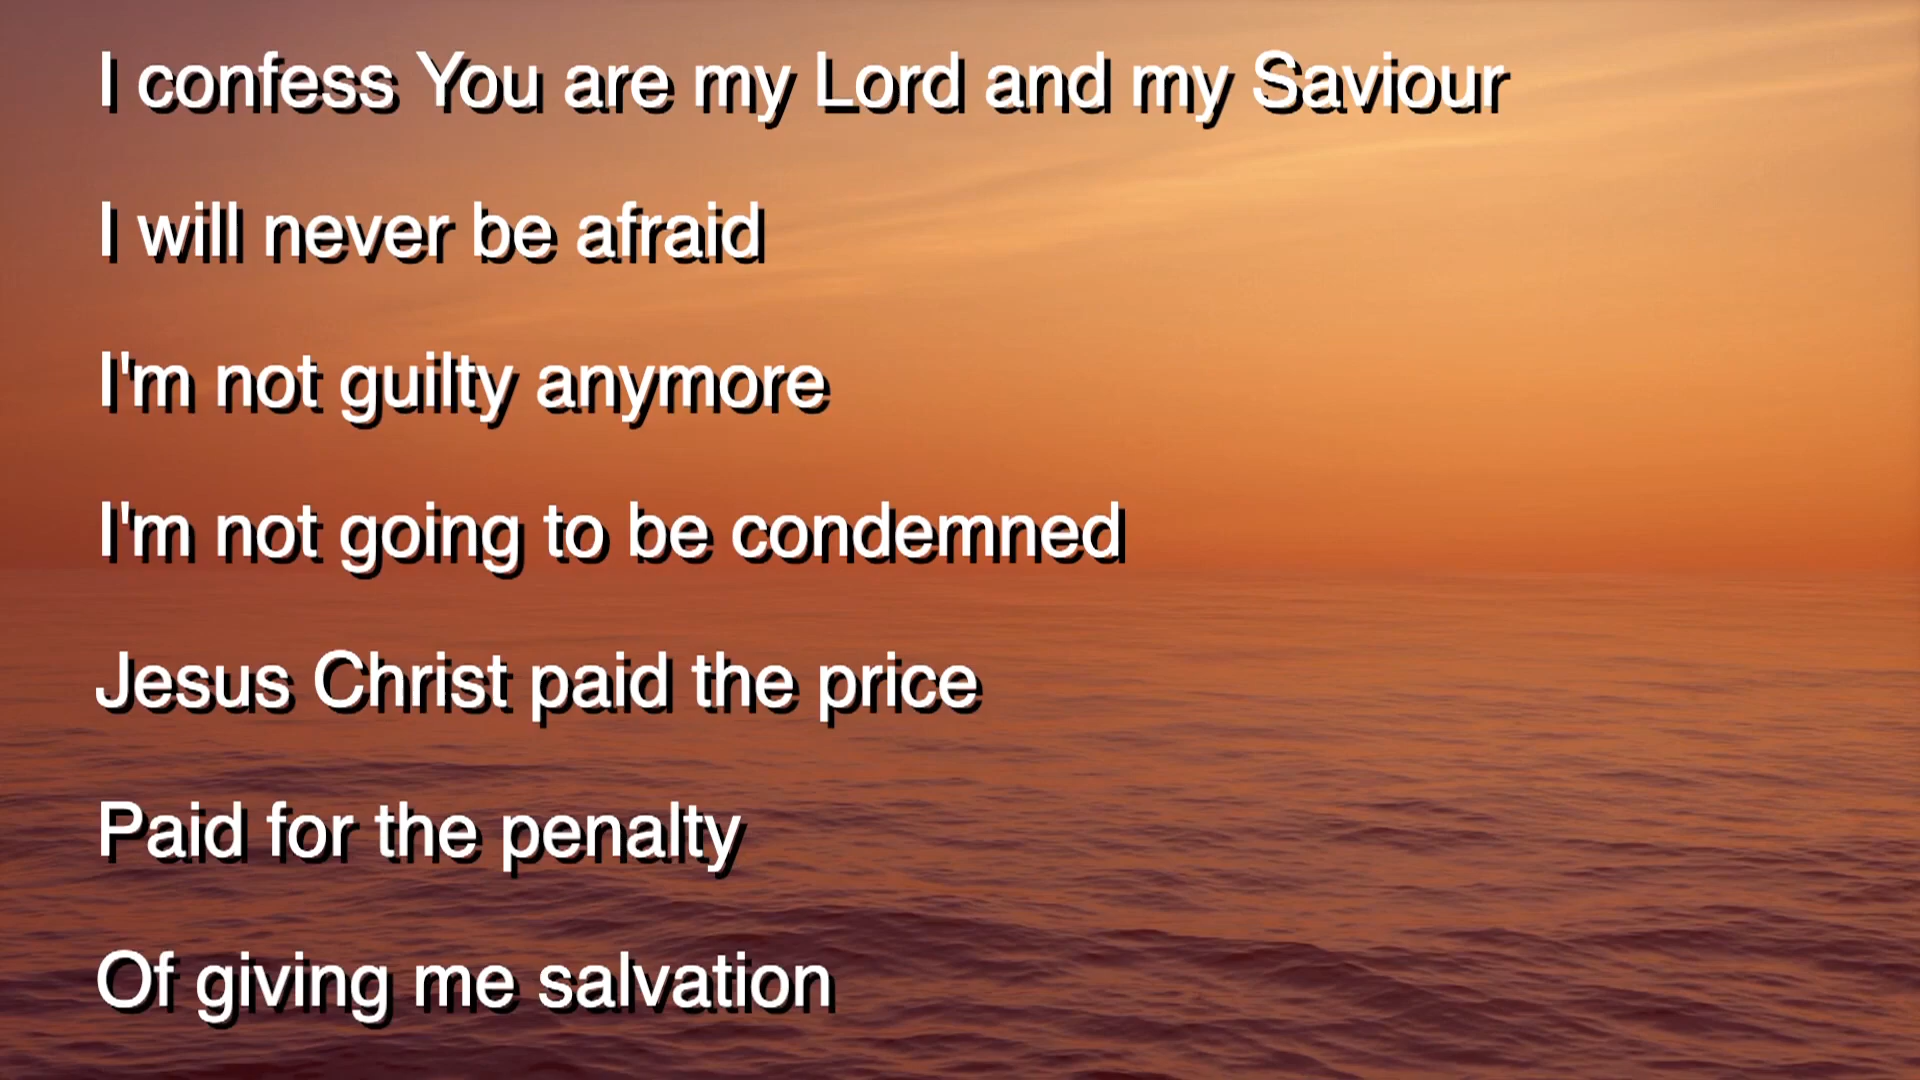 I confess You are my Lord and my Saviour
I will never be afraid
I'm not guilty anymore
I'm not going to be condemned
Jesus Christ paid the price
Paid for the penalty
Of giving me salvation